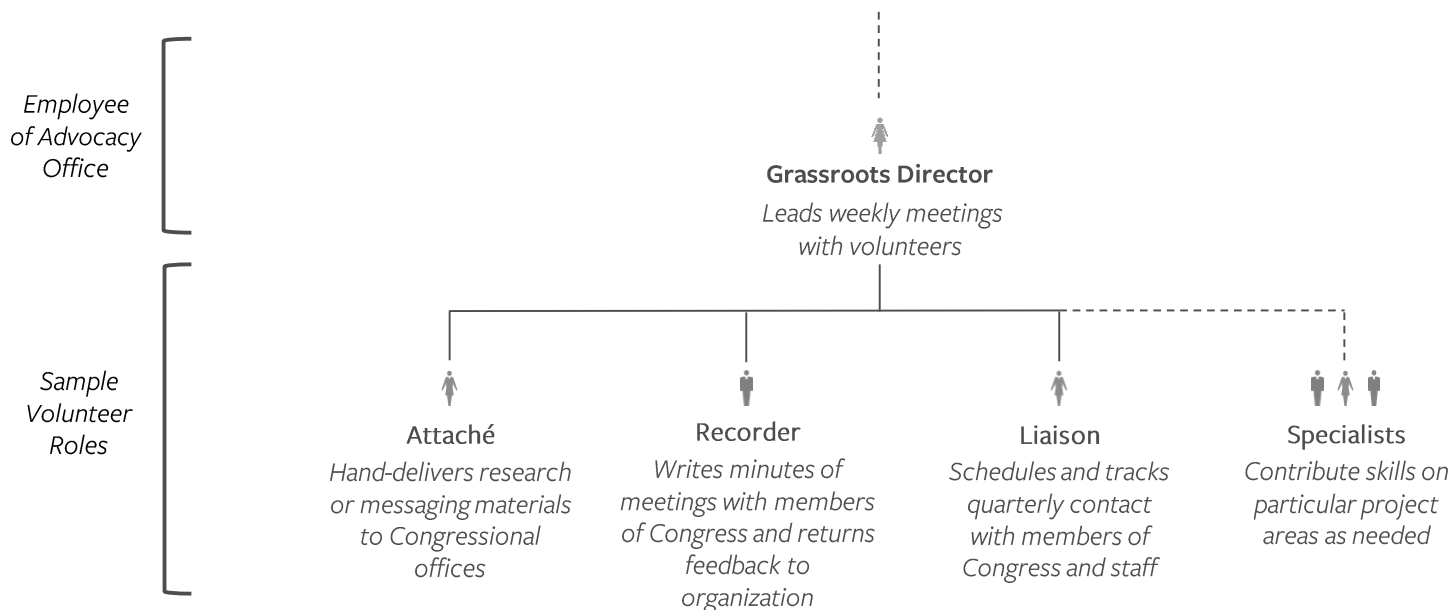 Employee
of Advocacy
Office
Grassroots Director
Leads weekly meetings
with volunteers
Sample
Volunteer
Roles
Attaché
Hand-delivers research
or messaging materials
to Congressional
offices
Recorder
Writes minutes of
meetings with members
of Congress and returns
feedback to
organization
Liaison
Schedules and tracks
quarterly contact
with members of
Congress and staff
Specialists
Contribute skills on
particular project
areas as needed